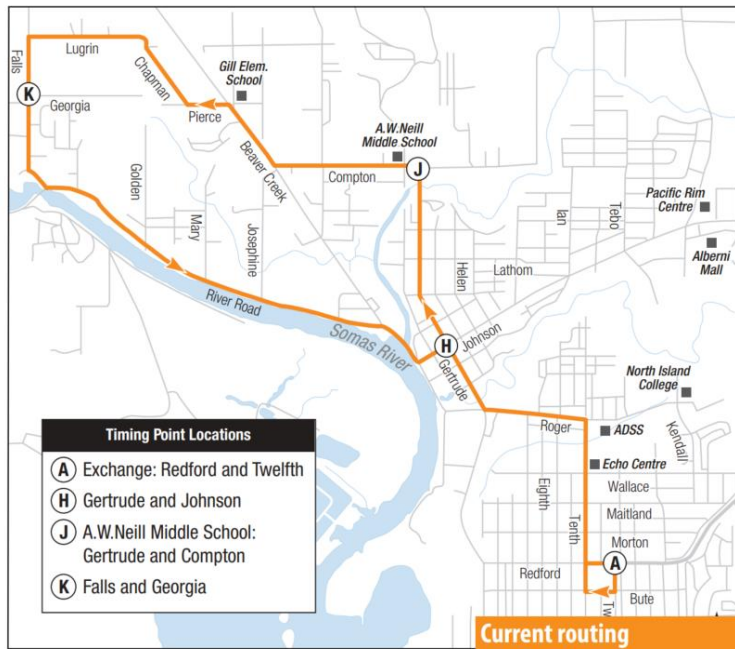 Lugrin
Falls
Chapman
Gill Elem.
School
K
Georgia
Pierce
A.W.Neill
Middle School
J
Beaver Creek
Compton
Golden
Mary
Josephine
Ian
Tebo
Pacific Rim
Centre
Alberni
Mall
Helen
Lathom
River Road
Somas River
H
Johnson
Gertrude
North Island
College
Roger
ADSS
Kendall
Echo Centre
Wallace
Eighth
Tenth
Maitland
Morton
Redford
A
Bute
Tw
Timing Point Locations
A Exchange: Redford and Twelfth
H Gertrude and Johnson
J A.W.Neill Middle School:
Gertrude and Compton
K Falls and Georgia
Current routing